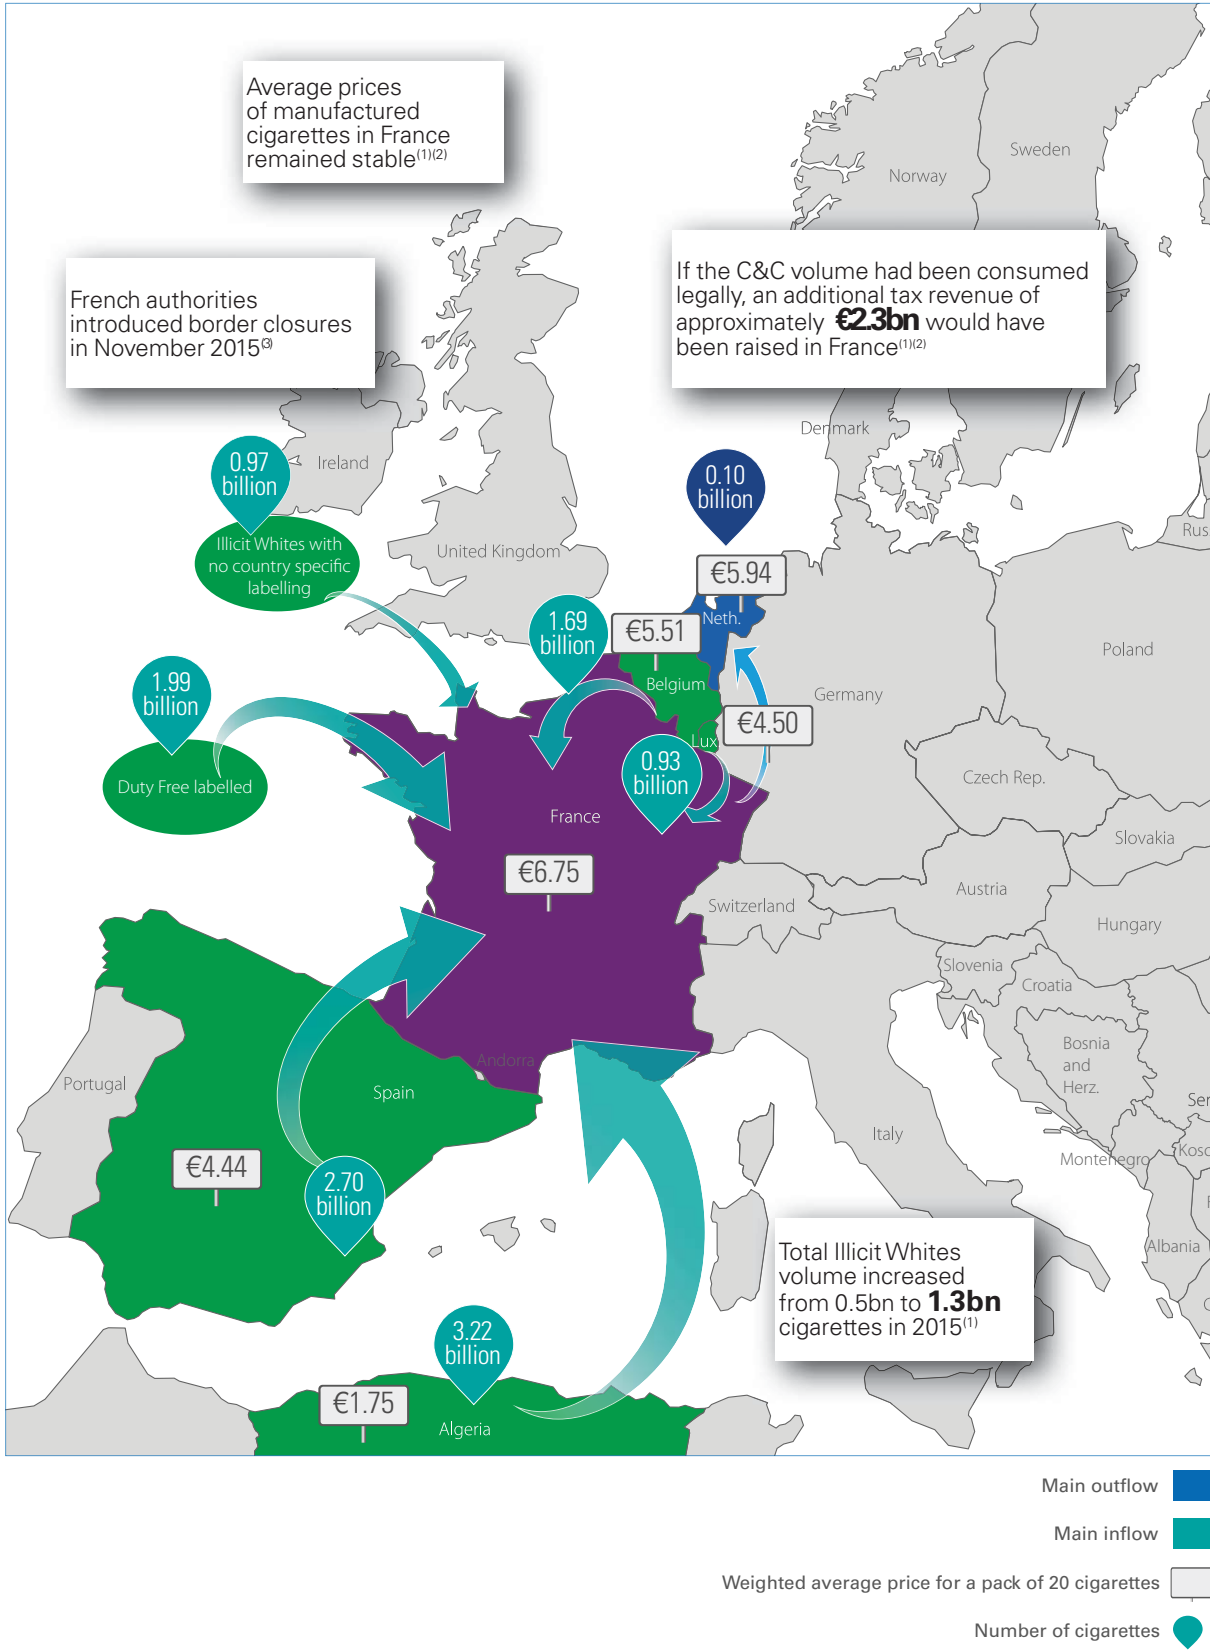 Average prices
of manufactured
cigarettes in France
remained stable(1)(2)
Sweden
Norway
French authorities
introduced border closures
in November 2015(3)
If the C&C volume had been consumed
legally, an additional tax revenue of
approximately €2.3bn would have
been raised in France(1)(2)
Denmark
0.97
billion
Ireland
0.10
billion
Illicit Whites with
no country specific
labelling
United Kingdom
Rus
€5.94
1.69
billion
€5.51
Neth.
Poland
1.99
billion
Belgium
Germany
€4.50
Lux
0.93
billion
Duty Free labelled
Czech Rep.
France
Slovakia
€6.75
Austria
Switzerland
Hungary
Slovenia
Croatia
Bosnia
and
Herz.
Andorra
Portugal
Spain
Ser
Italy
Montenegro
Kosc
€4.44
2.70
billion
Albania
Total Illicit Whites
volume increased
from 0.5bn to 1.3bn
cigarettes in 2015(1)
3.22
billion
€1.75
Algeria
Main outflow
Main inflow
Weighted average price for a pack of 20 cigarettes
Number of cigarettes